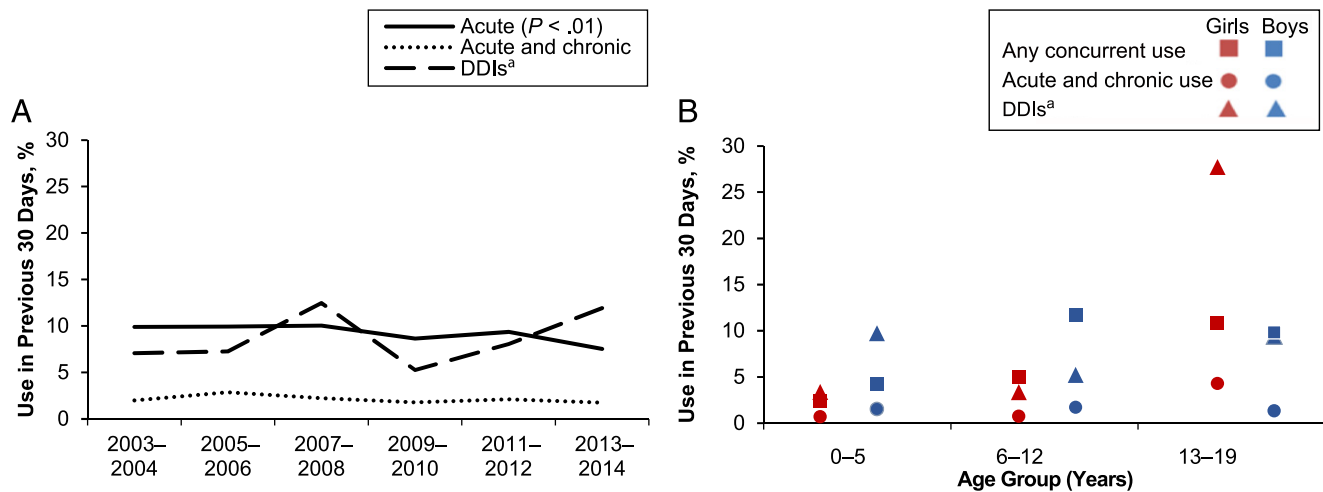 Acute (P < .01)
Acute and chronic
DDIsᵃ
A
Use in Previous 30 Days, %
30
25
20
15
10
5
0
2003–
2004
2005–
2006
2007–
2008
2009–
2010
2011–
2012
2013–
2014
Girls Boys
Any concurrent use
Acute and chronic use
DDIsᵃ
B
Use in Previous 30 Days, %
30
25
20
15
10
5
0
0–5 6–12 13–19
Age Group (Years)